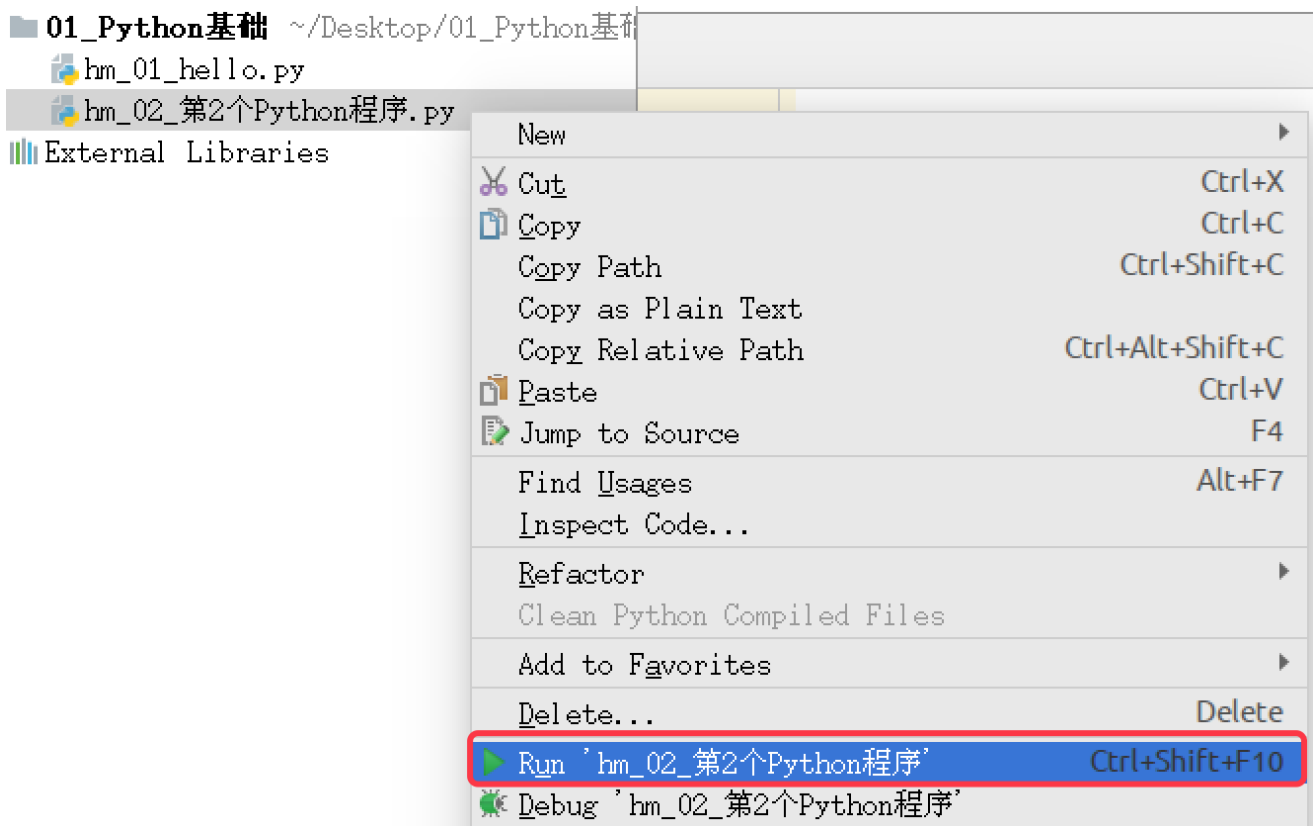 01_Python基础 ~/Desktop/01_Python基础
hm_01_hello.py
hm_02_第2个Python程序.py
External Libraries
New
Cut Ctrl+X
Copy Ctrl+C
Copy Path Ctrl+Shift+C
Copy as Plain Text
Copy Relative Path Ctrl+Alt+Shift+C
Paste Ctrl+V
Jump to Source F4
Find Usages Alt+F7
Inspect Code...
Refactor
Clean Python Compiled Files
Add to Favorites
Delete... Delete
Run 'hm_02_第2个Python程序' Ctrl+Shift+F10
Debug 'hm_02_第2个Python程序'